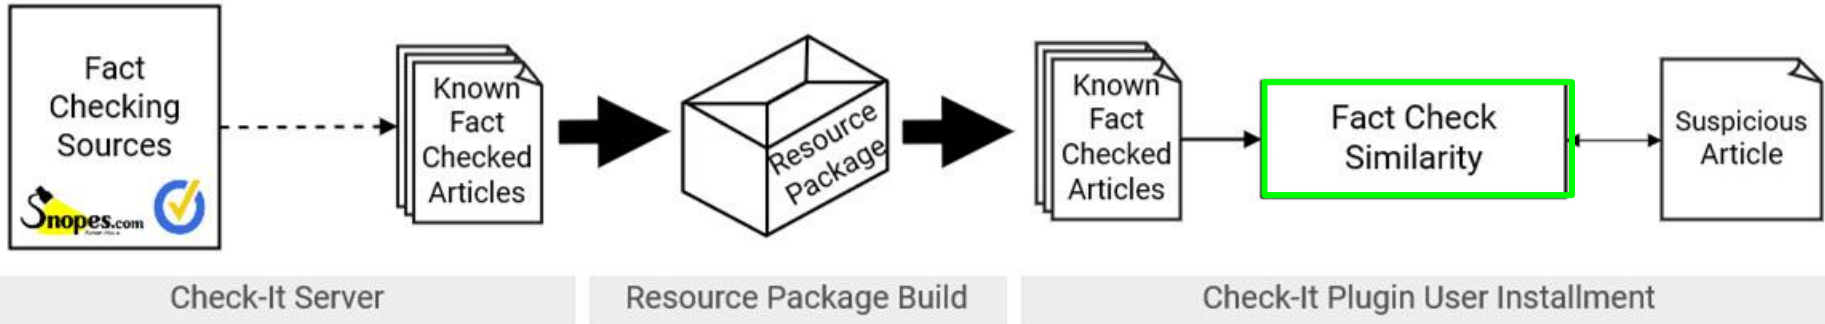 Fact
Checking
Sources
Snopes.com
Known
Fact
Checked
Articles
Resource
Package
Known
Fact
Checked
Articles
Fact Check
Similarity
Suspicious
Article
Check-It Server
Resource Package Build
Check-It Plugin User Installment